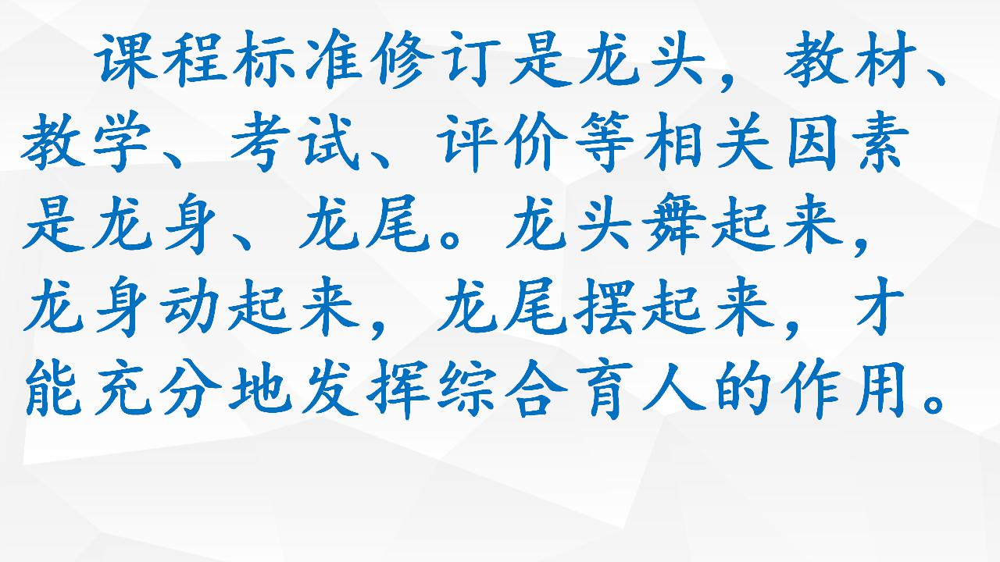 课程标准修订是龙头，教材、
教学、考试、评价等相关因素
是龙身、龙尾。龙头舞起来，
龙身动起来，龙尾摆起来，才
能充分地发挥综合育人的作用。